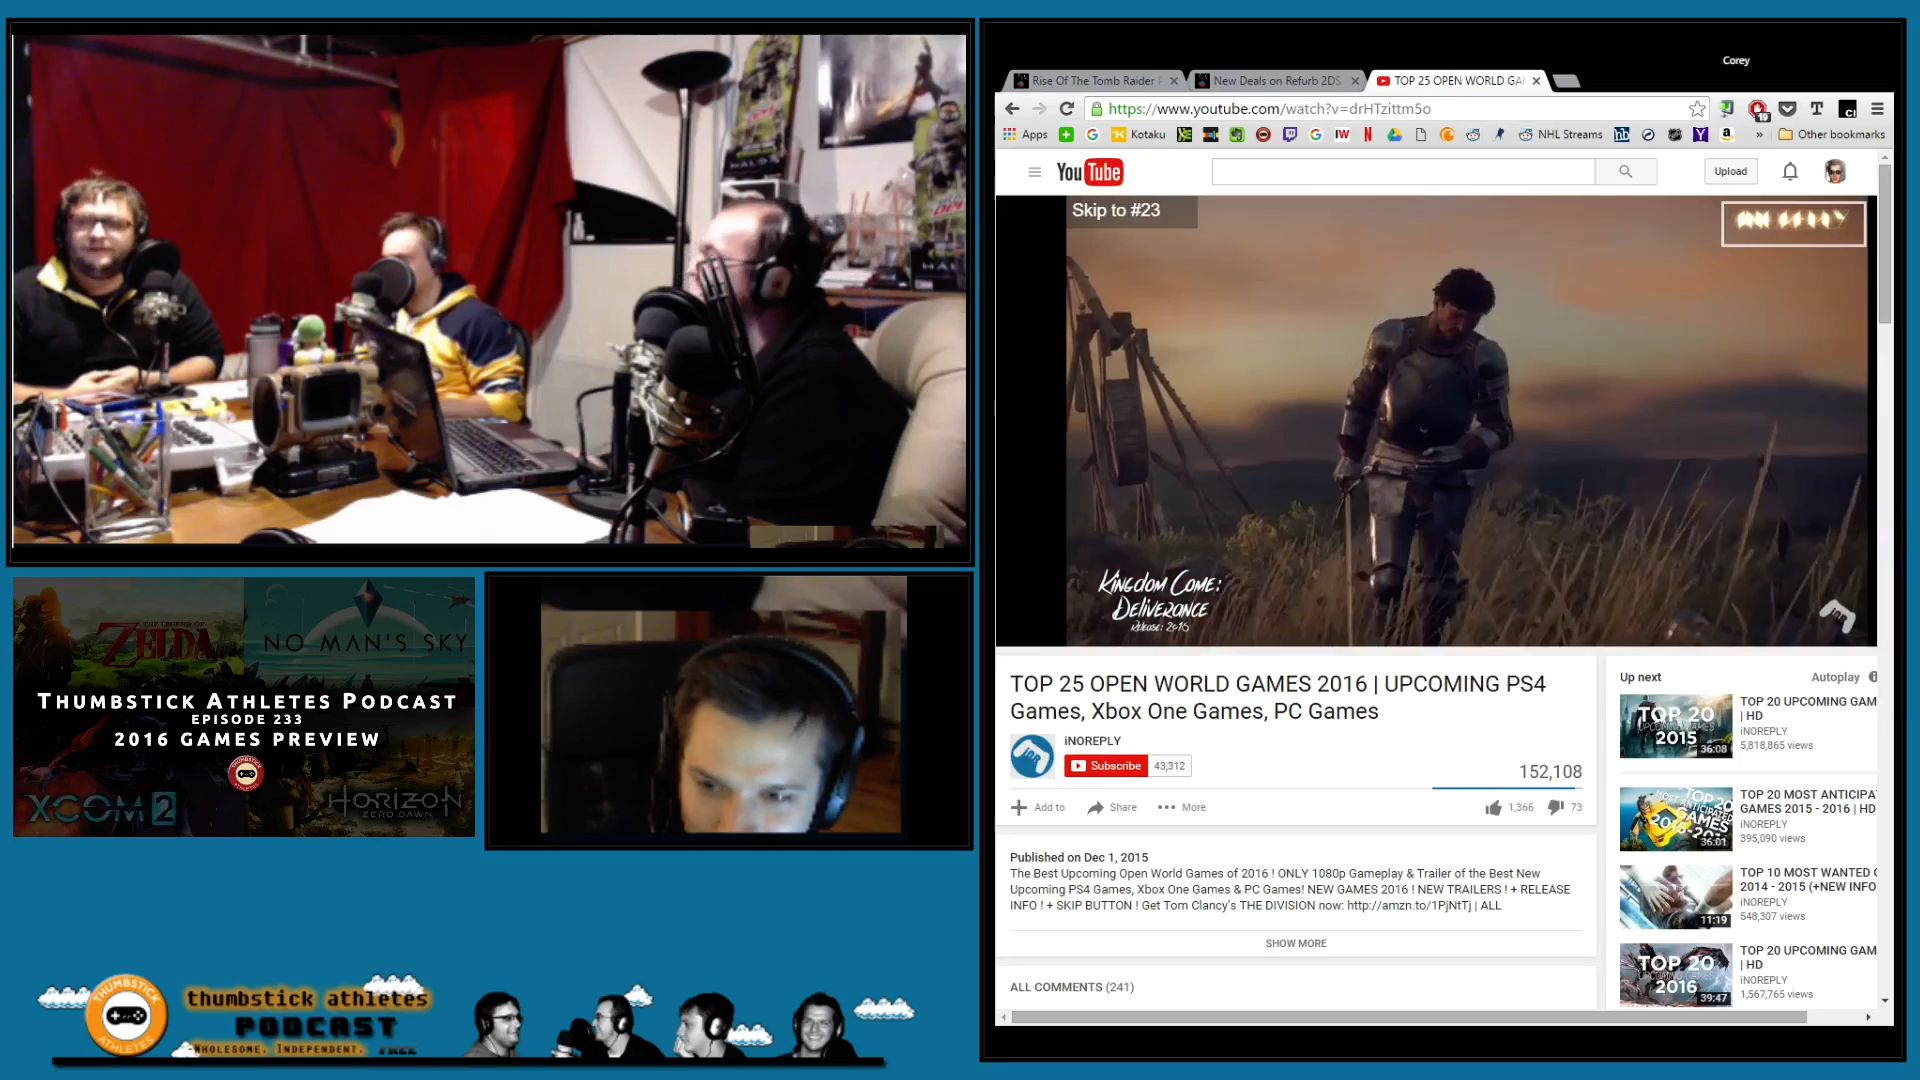 HALO
THE LEGEND OF
ZELDA
NO MAN'S SKY
THUMBSTICK ATHLETES PODCAST
EPISODE 233
2016 GAMES PREVIEW
XCOM 2
HORIZON
ZERO DAWN
THUMBSTICK
ATHLETES
thumbstick athletes
PODCAST
WHOLESOME. INDEPENDENT. FREE
Corey
Rise Of The Tomb Raider
New Deals on Refurb 2DS
TOP 25 OPEN WORLD GA
https://www.youtube.com/watch?v=drHTzittm5o
19
Apps
Kotaku
IW
NHL Streams
Other bookmarks
YouTube
Upload
Skip to #23
KINGDOM COME:
DELIVERANCE
RELEASE: 2016
TOP 25 OPEN WORLD GAMES 2016 | UPCOMING PS4
Games, Xbox One Games, PC Games
iNOREPLY
Subscribe 43,312
152,108
Add to Share More 1,366 73
Published on Dec 1, 2015
The Best Upcoming Open World Games of 2016 ! ONLY 1080p Gameplay & Trailer of the Best New
Upcoming PS4 Games, Xbox One Games & PC Games! NEW GAMES 2016 ! NEW TRAILERS ! + RELEASE
INFO ! + SKIP BUTTON ! Get Tom Clancy's THE DIVISION now: http://amzn.to/1PjNtTj | ALL
SHOW MORE
ALL COMMENTS (241)
Up next Autoplay
TOP 20
2015
36:08
TOP 20 UPCOMING GAM
| HD
iNOREPLY
5,818,865 views
36:01
TOP 20 MOST ANTICIPA
GAMES 2015 - 2016 | HD
iNOREPLY
395,090 views
11:19
TOP 10 MOST WANTED
2014 - 2015 (+NEW INFO
iNOREPLY
548,307 views
TOP 20
2016
39:47
TOP 20 UPCOMING GAM
| HD
iNOREPLY
1,567,765 views